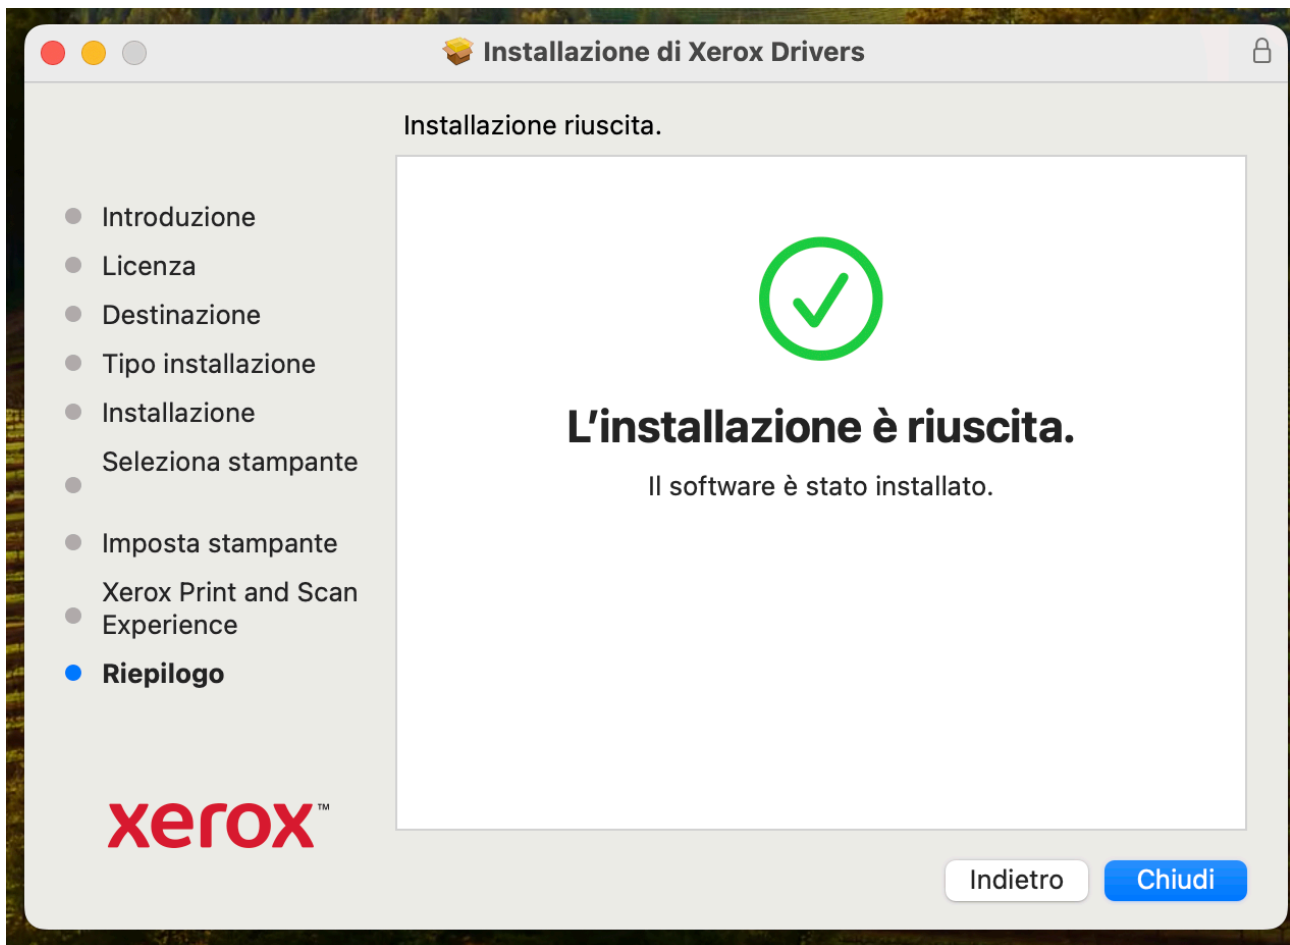 Installazione di Xerox Drivers
Installazione riuscita.
Introduzione
Licenza
Destinazione
Tipo installazione
Installazione
Seleziona stampante
Imposta stampante
Xerox Print and Scan
Experience
Riepilogo
L’installazione è riuscita.
Il software è stato installato.
xerox™
Indietro
Chiudi